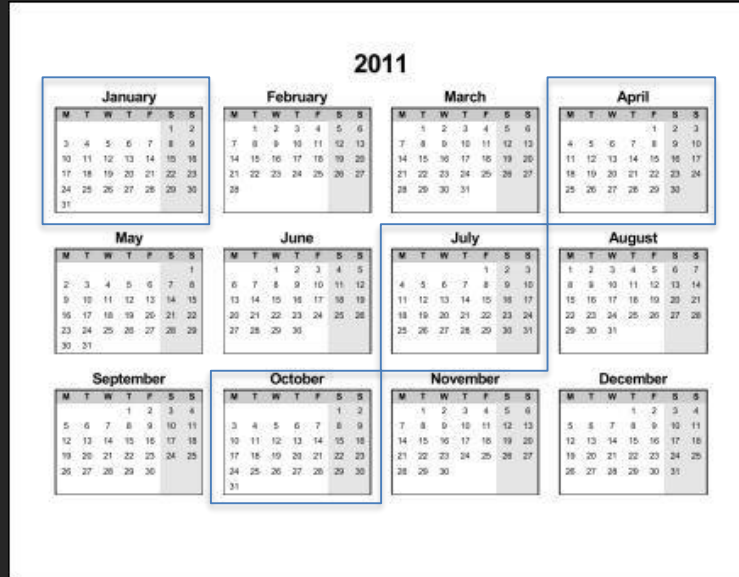 2011
January February March April
M T W T F S S M T W T F S S M T W T F S S M T W T F S S
1 2 1 2 3 4 5 6 1 2 3 4 5 6 1 2 3
3 4 5 6 7 8 9 7 8 9 10 11 12 13 7 8 9 10 11 12 13 4 5 6 7 8 9 10
10 11 12 13 14 15 16 14 15 16 17 18 19 20 14 15 16 17 18 19 20 11 12 13 14 15 16 17
17 18 19 20 21 22 23 21 22 23 24 25 26 27 21 22 23 24 25 26 27 18 19 20 21 22 23 24
24 25 26 27 28 29 30 28 28 29 30 31 25 26 27 28 29 30
31
May June July August
M T W T F S S M T W T F S S M T W T F S S M T W T F S S
1 1 2 3 4 5 1 2 3 1 2 3 4 5 6 7
2 3 4 5 6 7 8 6 7 8 9 10 11 12 4 5 6 7 8 9 10 8 9 10 11 12 13 14
9 10 11 12 13 14 15 13 14 15 16 17 18 19 11 12 13 14 15 16 17 15 16 17 18 19 20 21
16 17 18 19 20 21 22 20 21 22 23 24 25 26 18 19 20 21 22 23 24 22 23 24 25 26 27 28
23 24 25 26 27 28 29 27 28 29 30 25 26 27 28 29 30 31 29 30 31
30 31
September October November December
M T W T F S S M T W T F S S M T W T F S S M T W T F S S
1 2 3 4 1 2 1 2 3 4 5 6 1 2 3 4
5 6 7 8 9 10 11 3 4 5 6 7 8 9 7 8 9 10 11 12 13 5 6 7 8 9 10 11
12 13 14 15 16 17 18 10 11 12 13 14 15 16 14 15 16 17 18 19 20 12 13 14 15 16 17 18
19 20 21 22 23 24 25 17 18 19 20 21 22 23 21 22 23 24 25 26 27 19 20 21 22 23 24 25
26 27 28 29 30 24 25 26 27 28 29 30 28 29 30 26 27 28 29 30 31
31